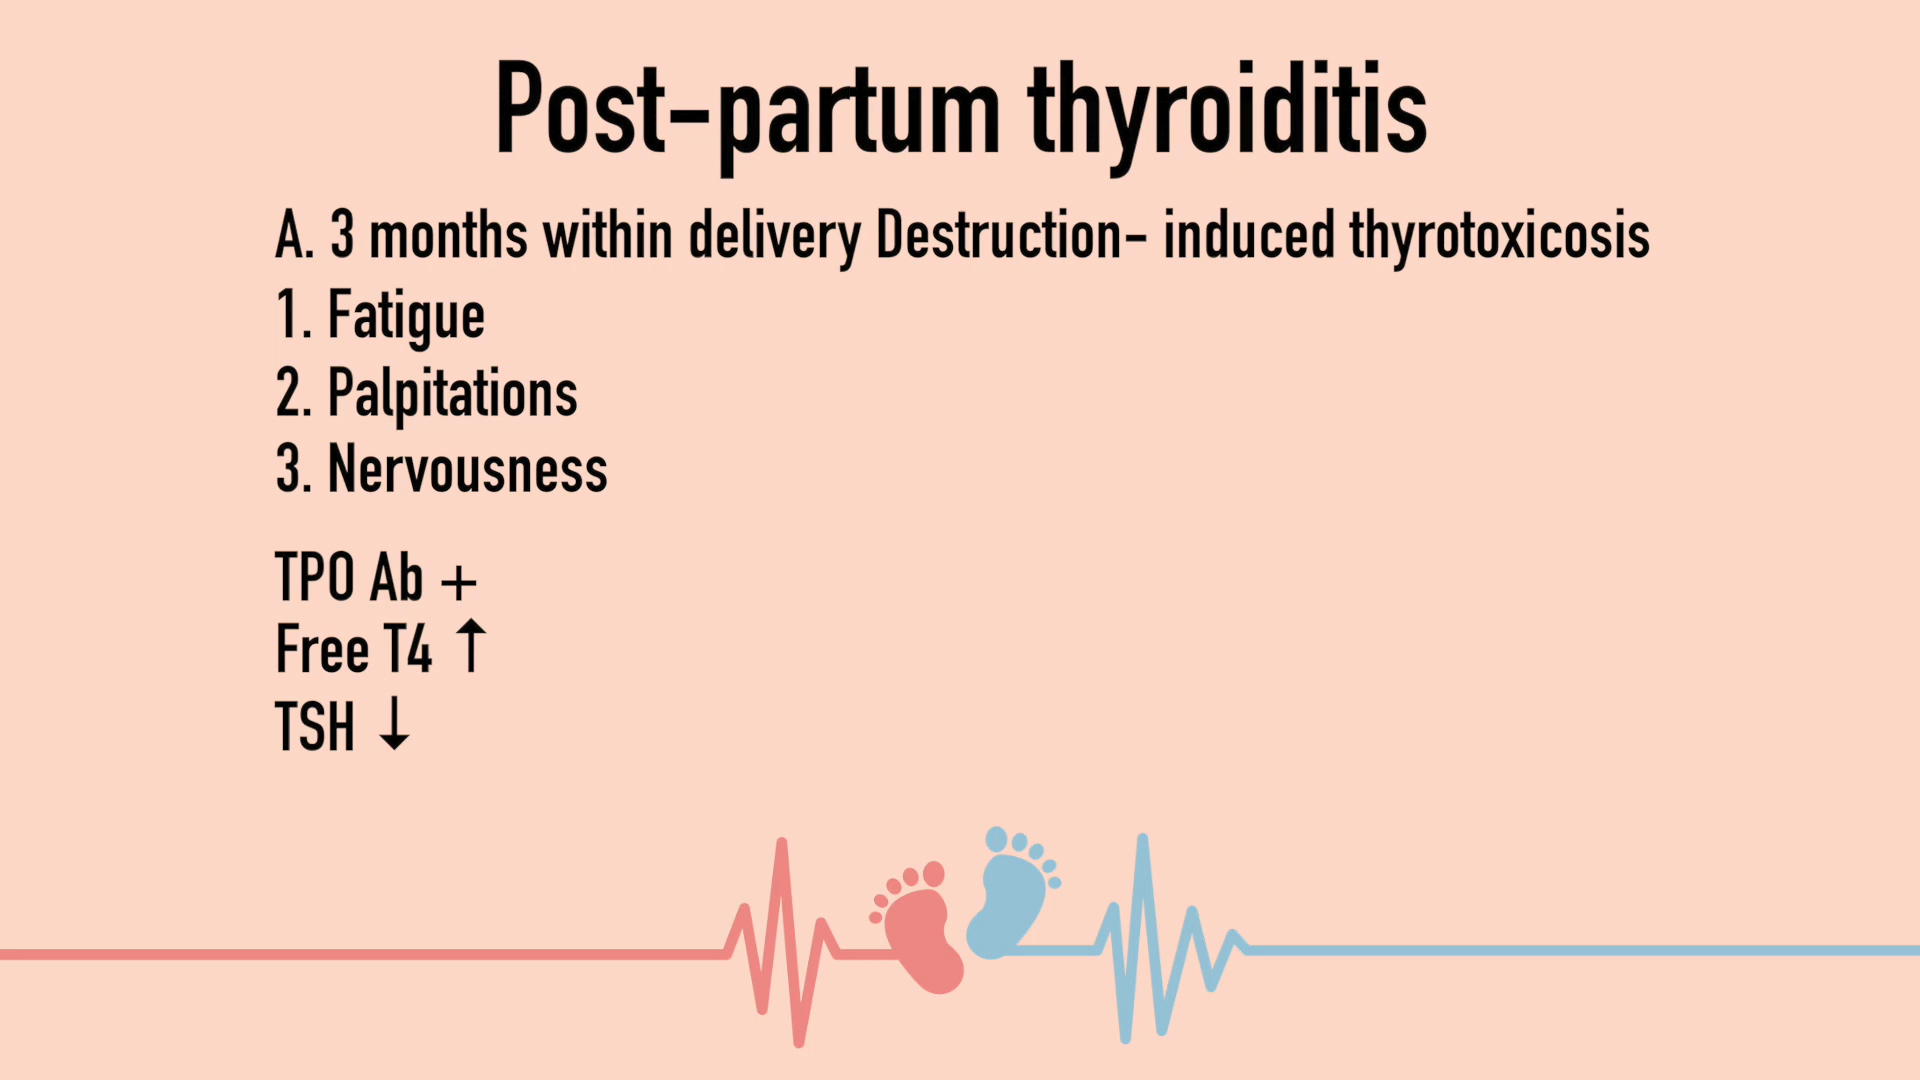 Post-partum thyroiditis
A. 3 months within delivery Destruction- induced thyrotoxicosis
1. Fatigue
2. Palpitations
3. Nervousness
TPO Ab +
Free T4 ↑
TSH ↓